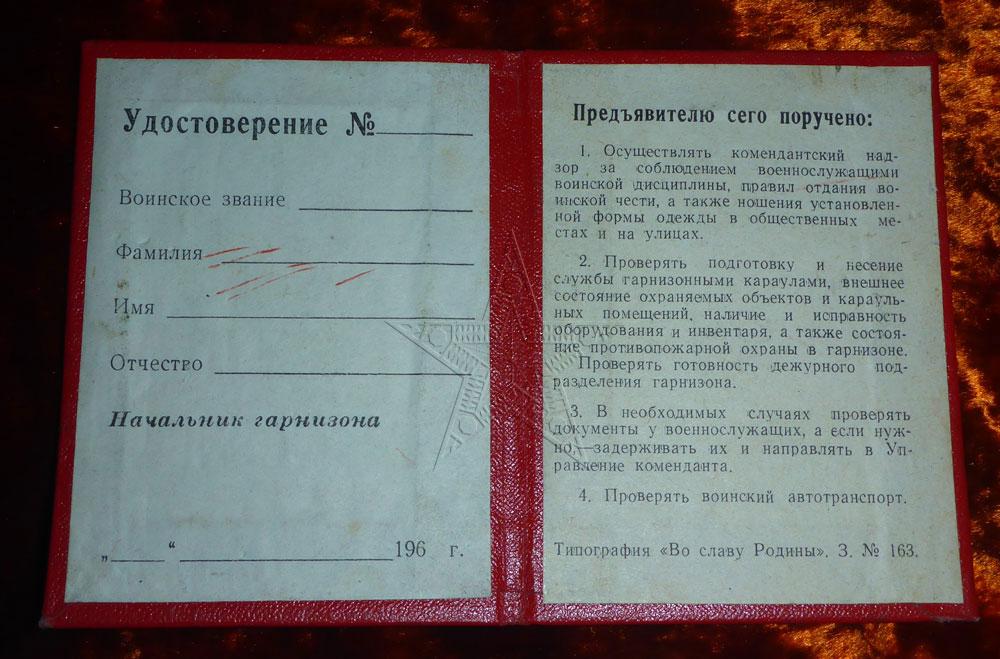 Удостоверение №
Воинское звание
Фамилия
Имя
Отчество
Начальник гарнизона
„ “ 196 г.
Предъявителю сего поручено:
1. Осуществлять комендантский над-
зор за соблюдением военнослужащими
воинской дисциплины, правил отдания во-
инской чести, а также ношения установлен-
ной формы одежды в общественных ме-
стах и на улицах.
2. Проверять подготовку и несение
службы гарнизонными караулами, внешнее
состояние охраняемых объектов и карауль-
ных помещений, наличие и исправность
оборудования и инвентаря, а также состоя-
ние противопожарной охраны в гарнизоне.
Проверять готовность дежурного под-
разделения гарнизона.
3. В необходимых случаях проверять
документы у военнослужащих, а если нуж-
но,—задерживать их и направлять в Уп-
равление коменданта.
4. Проверять воинский автотранспорт.
Типография «Во славу Родины». З. № 163.